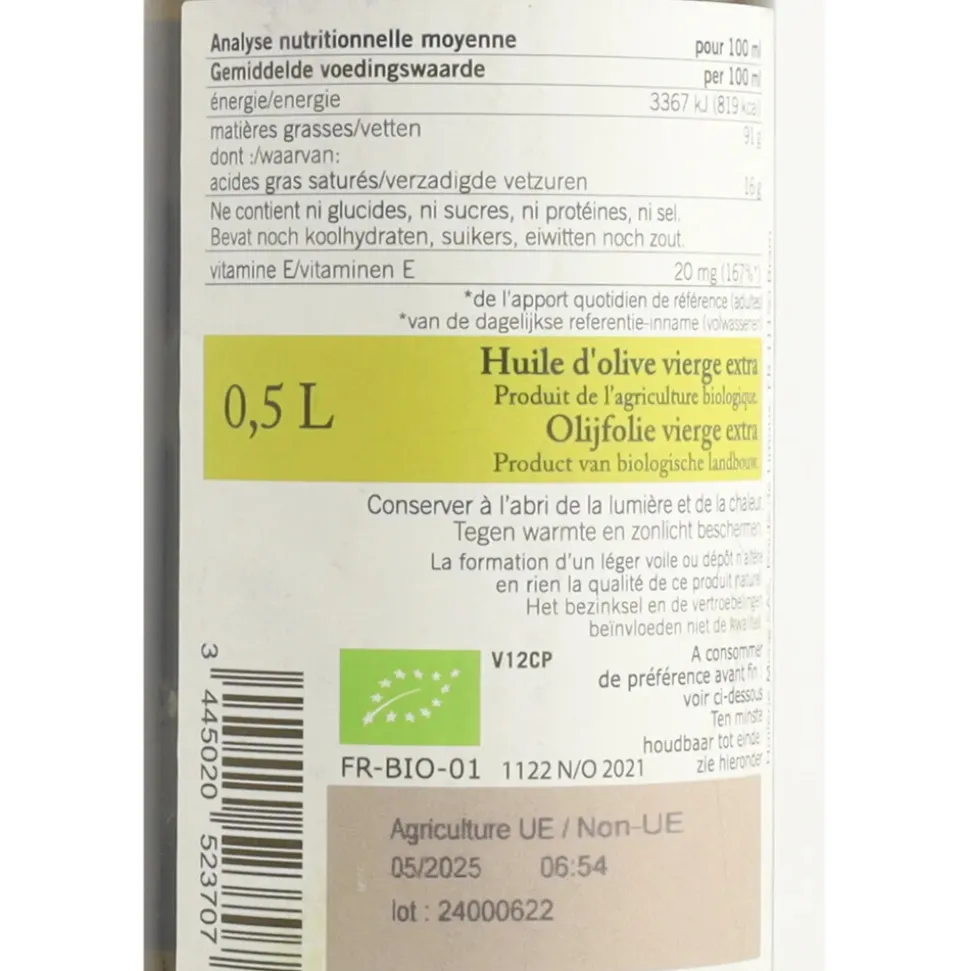 Analyse nutritionnelle moyenne pour 100 ml
Gemiddelde voedingswaarde per 100 ml
énergie/energie 3367 kJ (819 kcal)
matières grasses/vetten 91 g
dont :/waarvan:
acides gras saturés/verzadigde vetzuren 16 g
Ne contient ni glucides, ni sucres, ni protéines, ni sel.
Bevat noch koolhydraten, suikers, eiwitten noch zout.
vitamine E/vitaminen E 20 mg (167%*)
*de l'apport quotidien de référence (adultes)
*van de dagelijkse referentie-inname (volwassenen)
0,5 L
Huile d'olive vierge extra
Produit de l'agriculture biologique.
Olijfolie vierge extra
Product van biologische landbouw.
Conserver à l'abri de la lumière et de la chaleur.
Tegen warmte en zonlicht beschermen.
La formation d'un léger voile ou dépôt n'altère
en rien la qualité de ce produit naturel.
Het bezinksel en de vertroebelingen
beïnvloeden niet de kwaliteit.
V12CP
A consommer
de préférence avant fin :
voir ci-dessous
Ten minste
houdbaar tot einde
zie hieronder
FR-BIO-01 1122 N/O 2021
Agriculture UE / Non-UE
05/2025 06:54
lot : 24000622
3 445020 523707